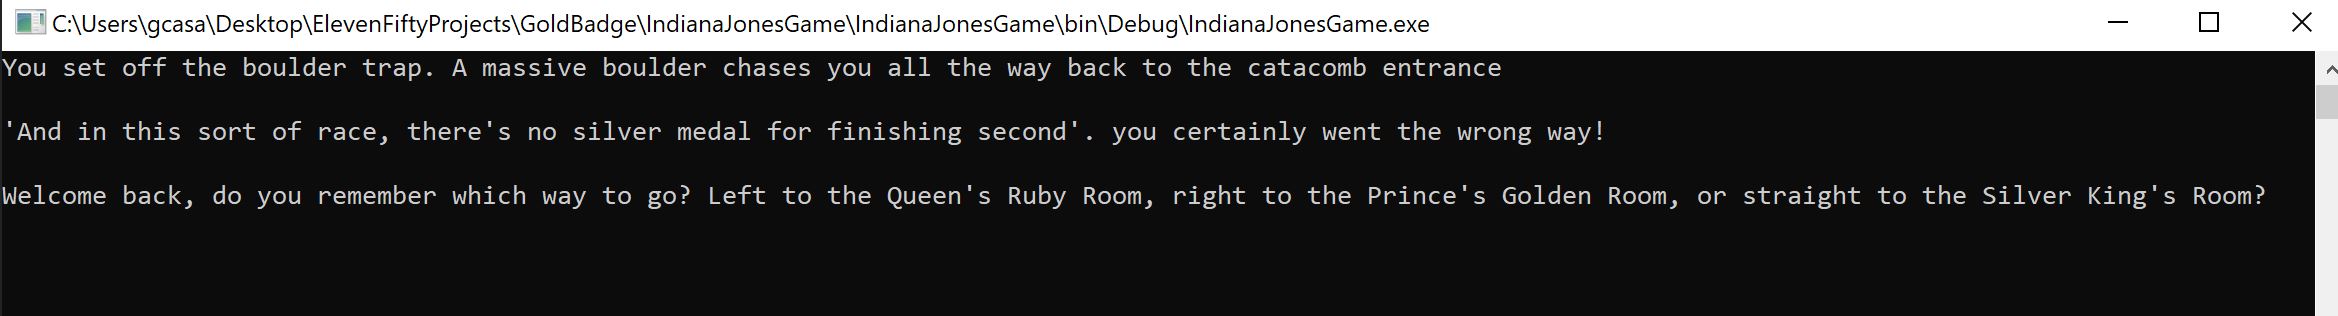 C:\Users\gcasa\Desktop\ElevenFiftyProjects\GoldBadge\IndianaJonesGame\IndianaJonesGame\bin\Debug\IndianaJonesGame.exe
You set off the boulder trap. A massive boulder chases you all the way back to the catacomb entrance
'And in this sort of race, there's no silver medal for finishing second'. you certainly went the wrong way!
Welcome back, do you remember which way to go? Left to the Queen's Ruby Room, right to the Prince's Golden Room, or straight to the Silver King's Room?